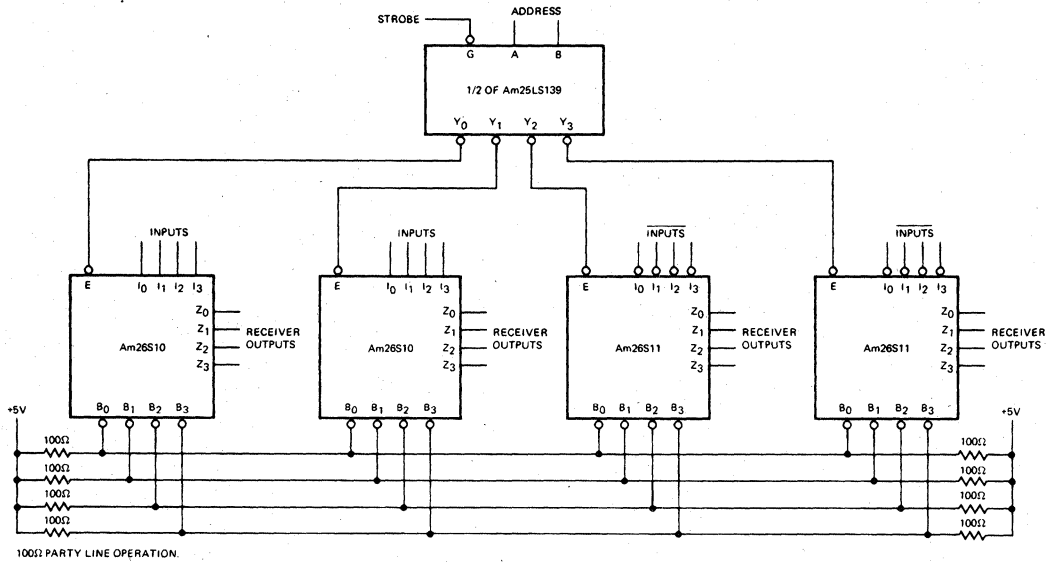 ADDRESS
STROBE
G A B
1/2 OF Am25LS139
Y0 Y1 Y2 Y3
INPUTS INPUTS INPUTS INPUTS
E I0 I1 I2 I3 E I0 I1 I2 I3 E I0 I1 I2 I3 E I0 I1 I2 I3
Z0 Z0 Z0 Z0
Z1 RECEIVER Z1 RECEIVER Z1 RECEIVER Z1 RECEIVER
Am26S10 Z2 OUTPUTS Am26S10 Z2 OUTPUTS Am26S11 Z2 OUTPUTS Am26S11 Z2 OUTPUTS
Z3 Z3 Z3 Z3
+5V B0 B1 B2 B3 B0 B1 B2 B3 B0 B1 B2 B3 B0 B1 B2 B3 +5V
100Ω 100Ω
100Ω 100Ω
100Ω 100Ω
100Ω 100Ω
100Ω PARTY LINE OPERATION.